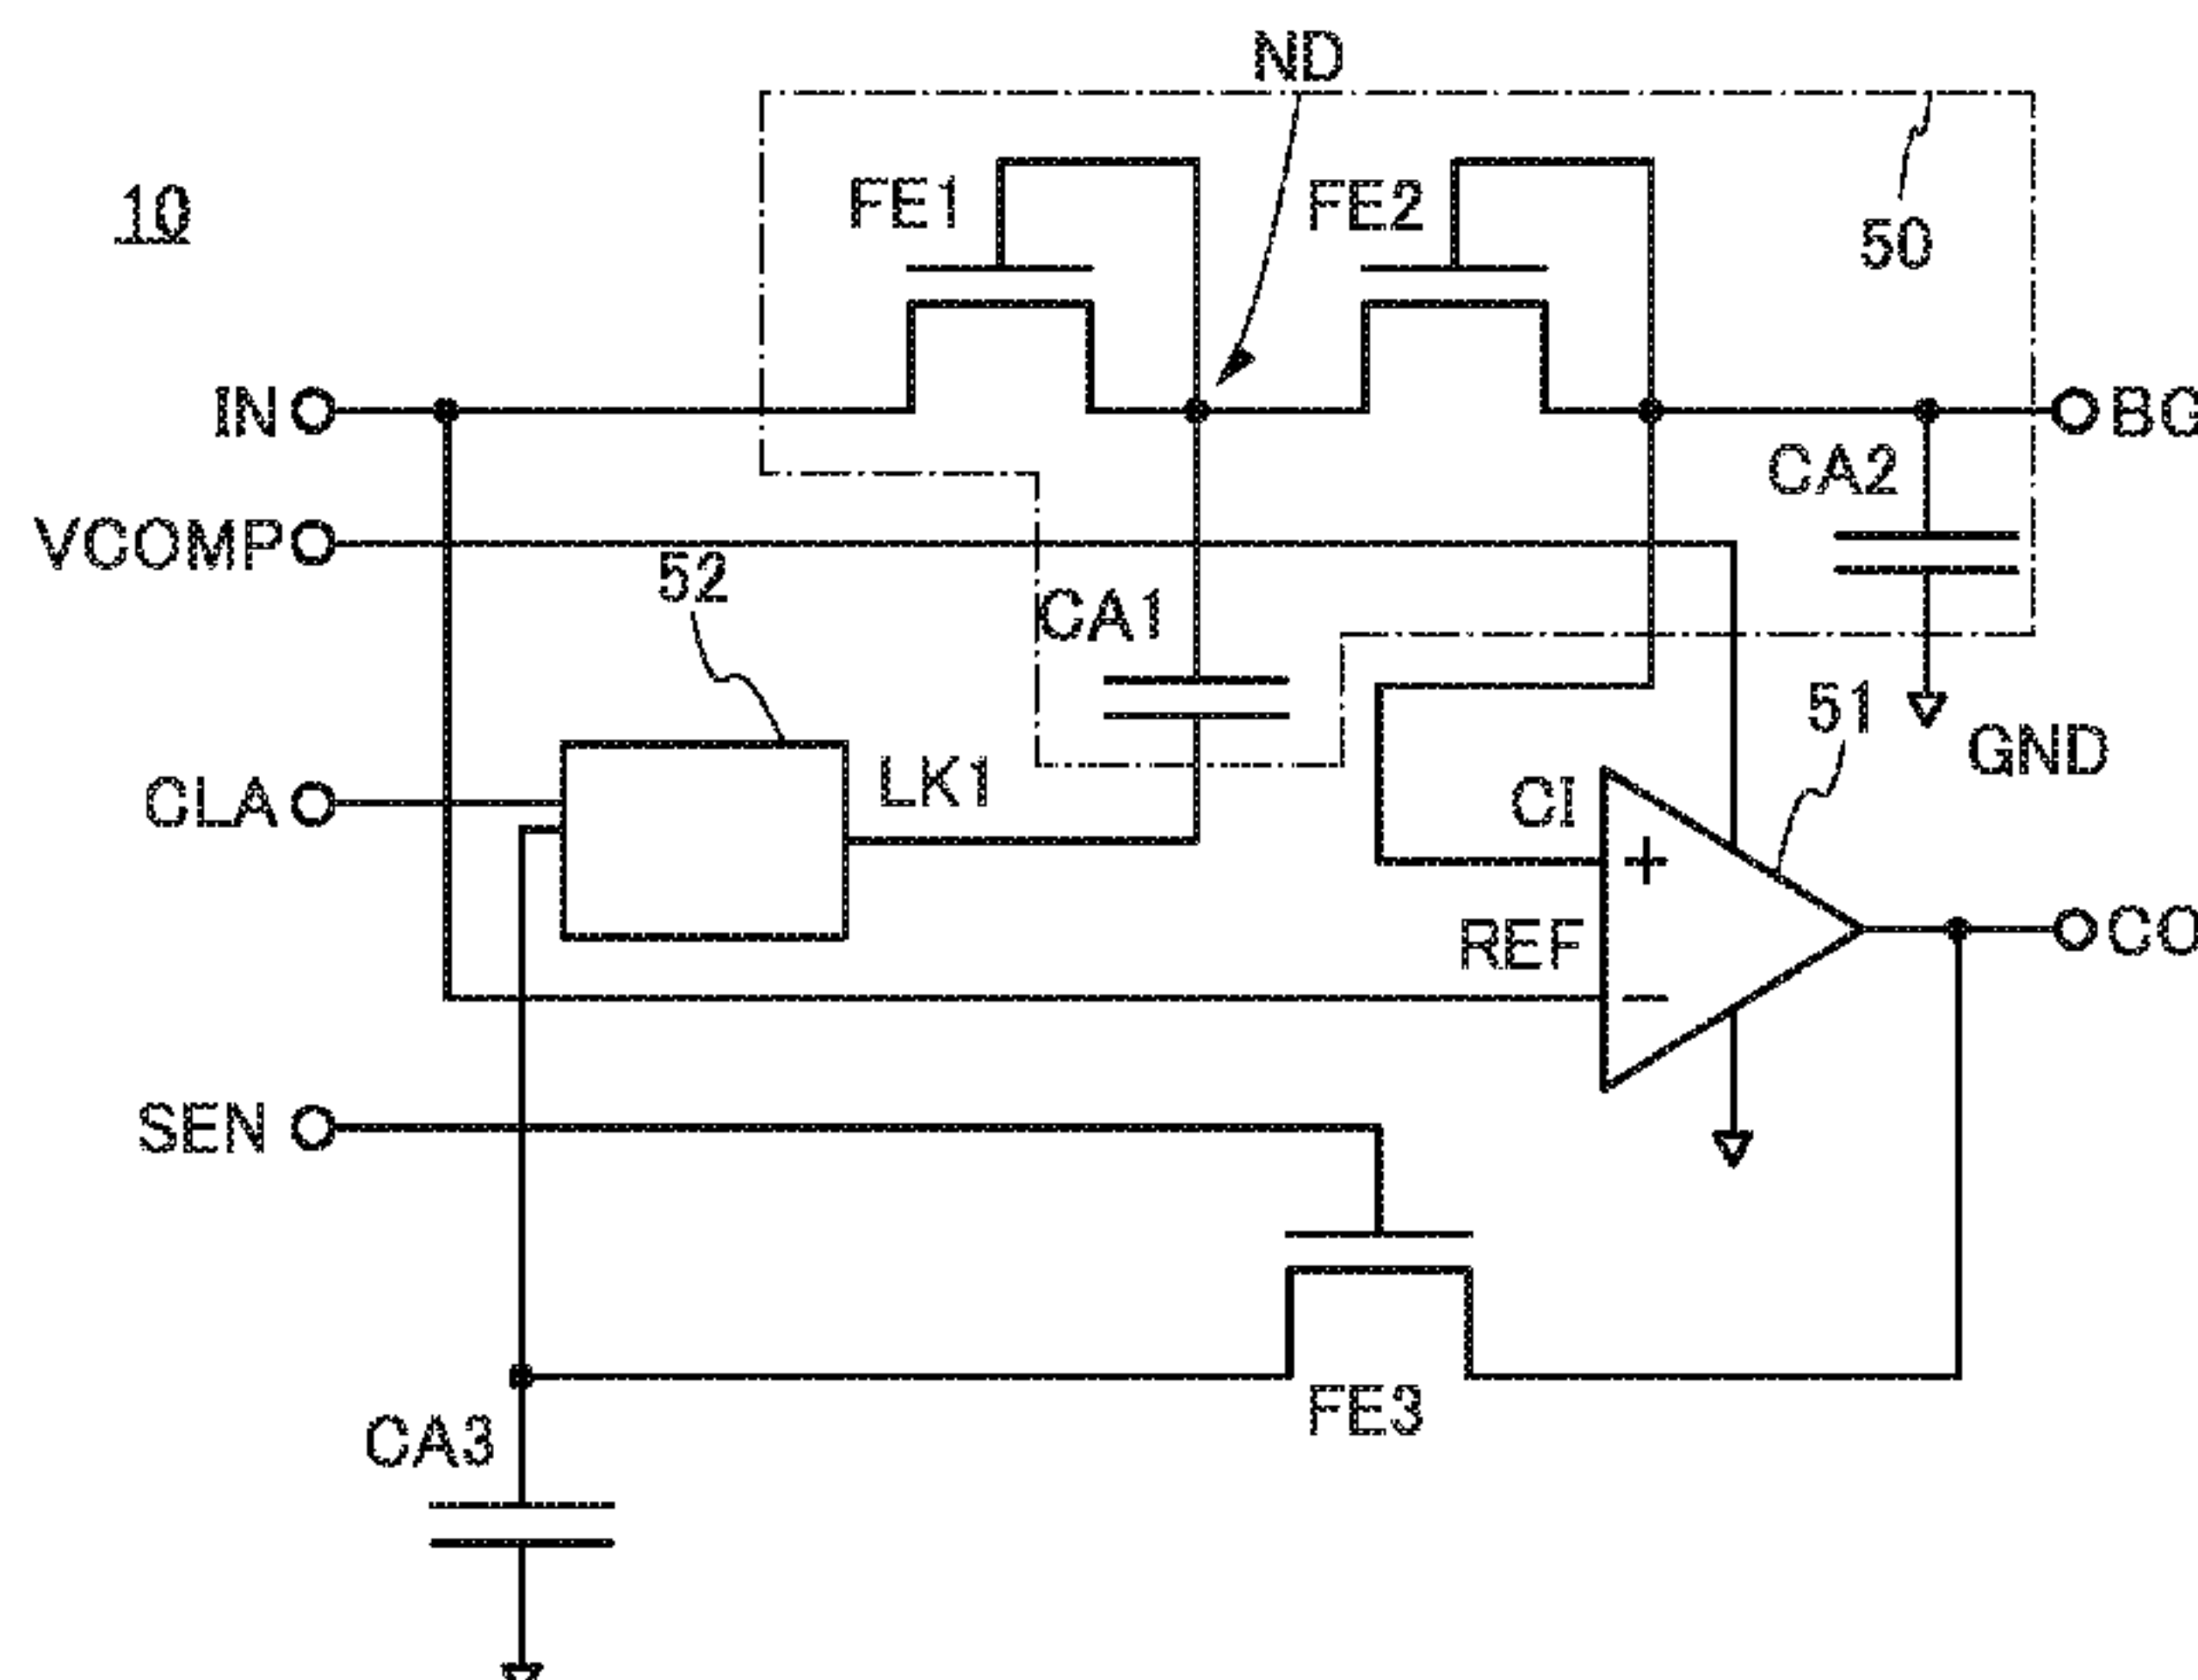 ND
10
FE1
FE2
50
IN
BG
CA2
VCOMP
52
CA1
51
GND
CLA
LK1
CI
+
REF
CO
−
SEN
FE3
CA3